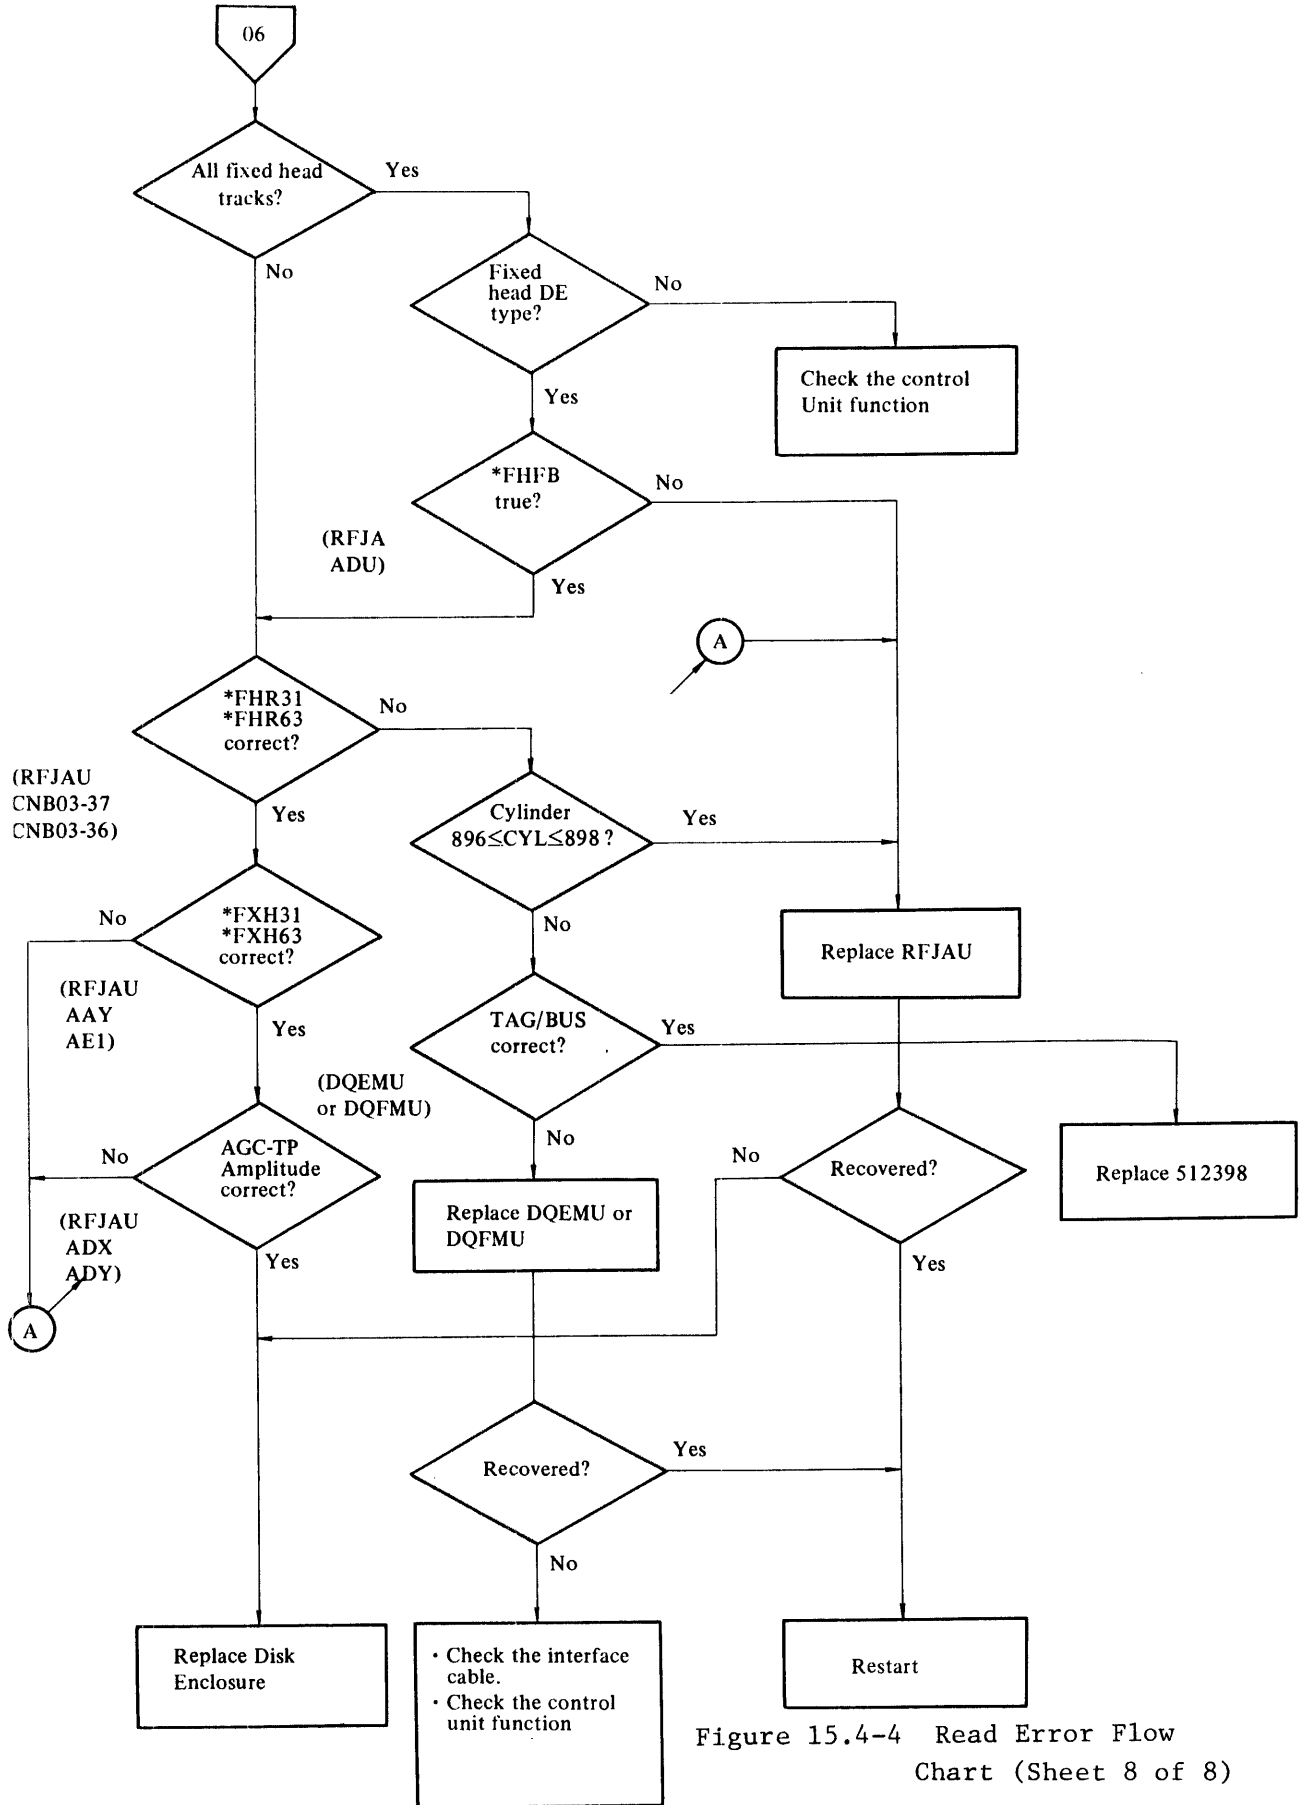 06
All fixed head
tracks?
Yes
No
Fixed
head DE
type?
No
Yes
Check the control
Unit function
*FHFB
true?
No
(RFJA
ADU)
Yes
A
*FHR31
*FHR63
correct?
No
(RFJAU
CNB03-37
CNB03-36)
Yes
Cylinder
896≤CYL≤898?
Yes
No
*FXH31
*FXH63
correct?
No
(RFJAU
AAY
AE1)
Yes
Replace RFJAU
TAG/BUS
correct?
Yes
(DQEMU
or DQFMU)
No
AGC-TP
Amplitude
correct?
No
(RFJAU
ADX
ADY)
Yes
A
Replace DQEMU or
DQFMU
Recovered?
No
Yes
Replace 512398
Recovered?
Yes
No
Replace Disk
Enclosure
· Check the interface
cable.
· Check the control
unit function
Restart
Figure 15.4-4 Read Error Flow
Chart (Sheet 8 of 8)